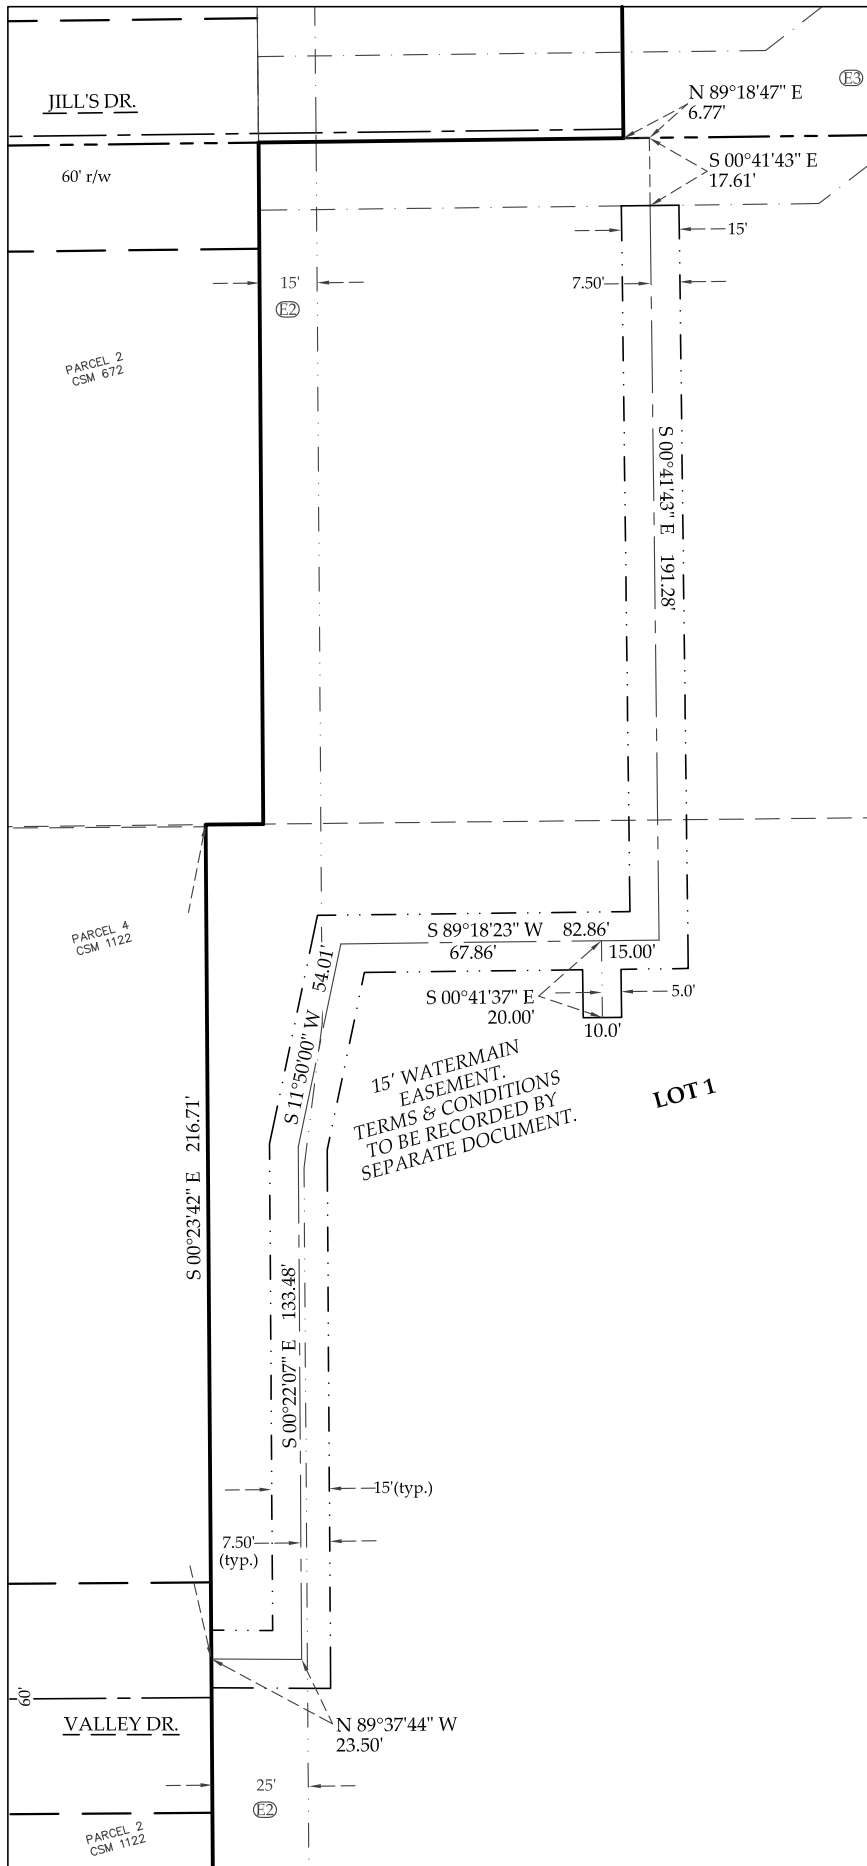 JILL'S DR.
60' r/w
E3
N 89°18'47" E
6.77'
S 00°41'43" E
17.61'
15'
7.50'
15'
E2
PARCEL 2
CSM 672
S 00°41'43" E 191.28'
PARCEL 4
CSM 1122
S 89°18'23" W 82.86'
67.86'
15.00'
S 00°41'37" E
20.00'
5.0'
10.0'
S 11°50'00" W 54.01'
15' WATERMAIN
EASEMENT.
TERMS & CONDITIONS
TO BE RECORDED BY
SEPARATE DOCUMENT.
LOT 1
S 00°23'42" E 216.71'
S 00°22'07" E 133.48'
15'(typ.)
7.50'
(typ.)
60'
VALLEY DR.
N 89°37'44" W
23.50'
25'
E2
PARCEL 2
CSM 1122